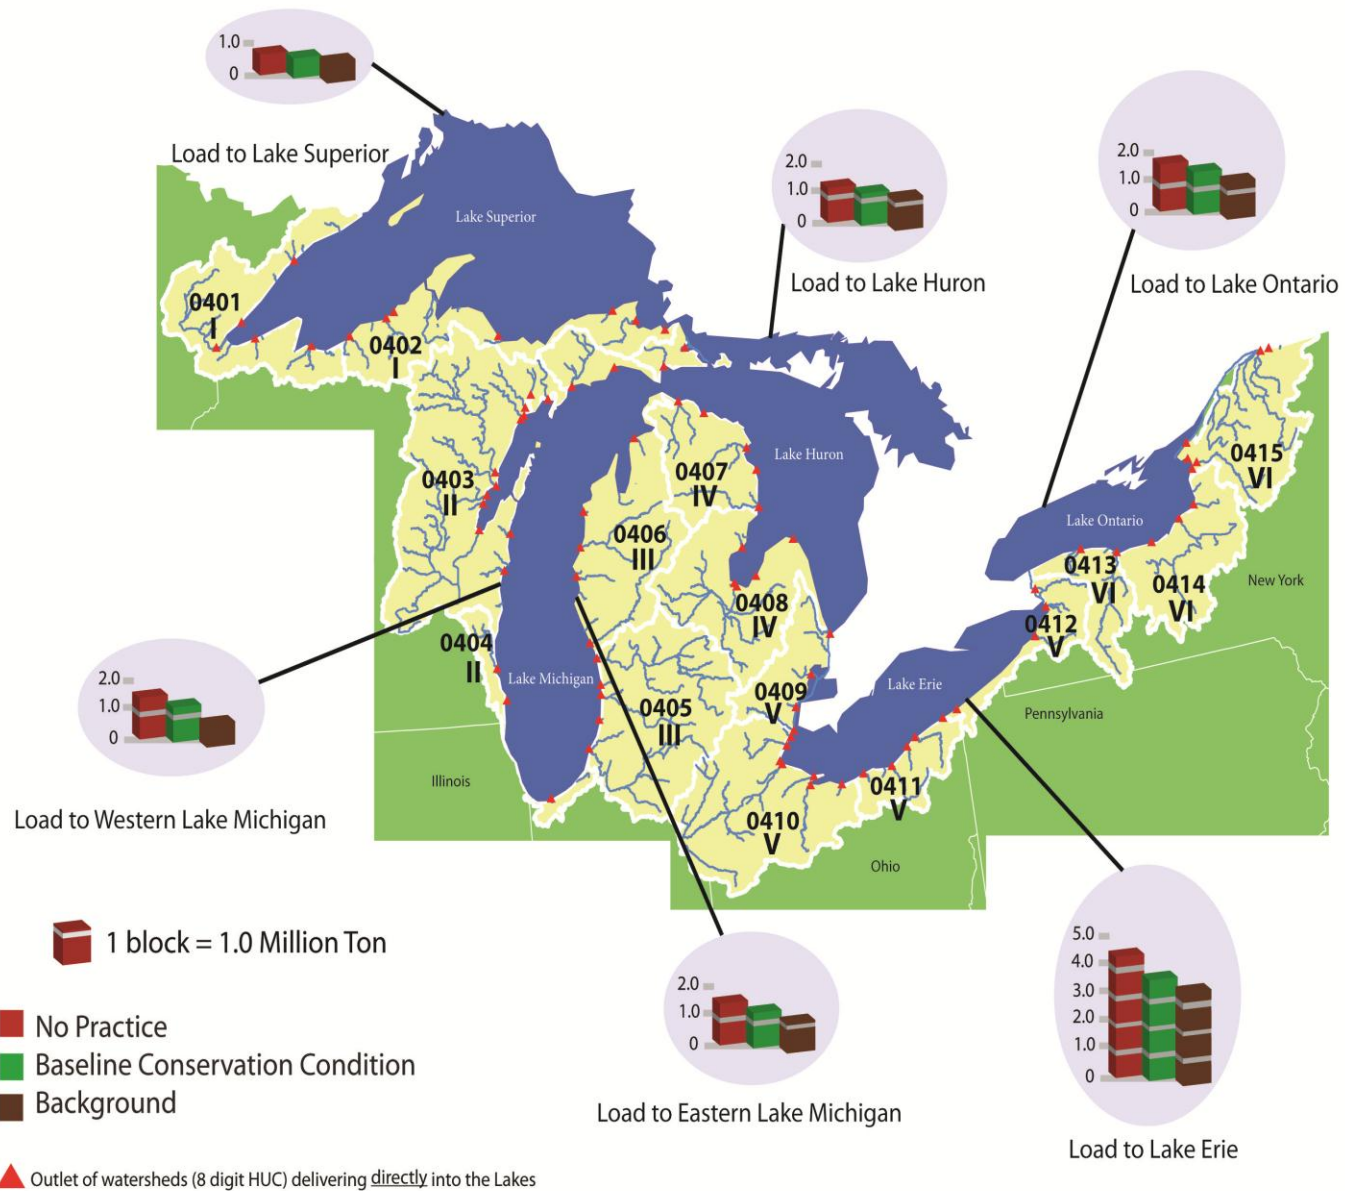 1.0
0
Load to Lake Superior
2.0
1.0
0
Load to Lake Huron
2.0
1.0
0
Load to Lake Ontario
Lake Superior
0401
I
0402
I
0403
II
0404
II
Lake Michigan
0406
III
0405
III
0407
IV
Lake Huron
0408
IV
0409
V
0410
V
0411
V
Lake Erie
0412
V
Lake Ontario
0413
VI
0414
VI
0415
VI
New York
Pennsylvania
Ohio
Illinois
2.0
1.0
0
Load to Western Lake Michigan
2.0
1.0
0
Load to Eastern Lake Michigan
5.0
4.0
3.0
2.0
1.0
0
Load to Lake Erie
1 block = 1.0 Million Ton
No Practice
Baseline Conservation Condition
Background
Outlet of watersheds (8 digit HUC) delivering directly into the Lakes